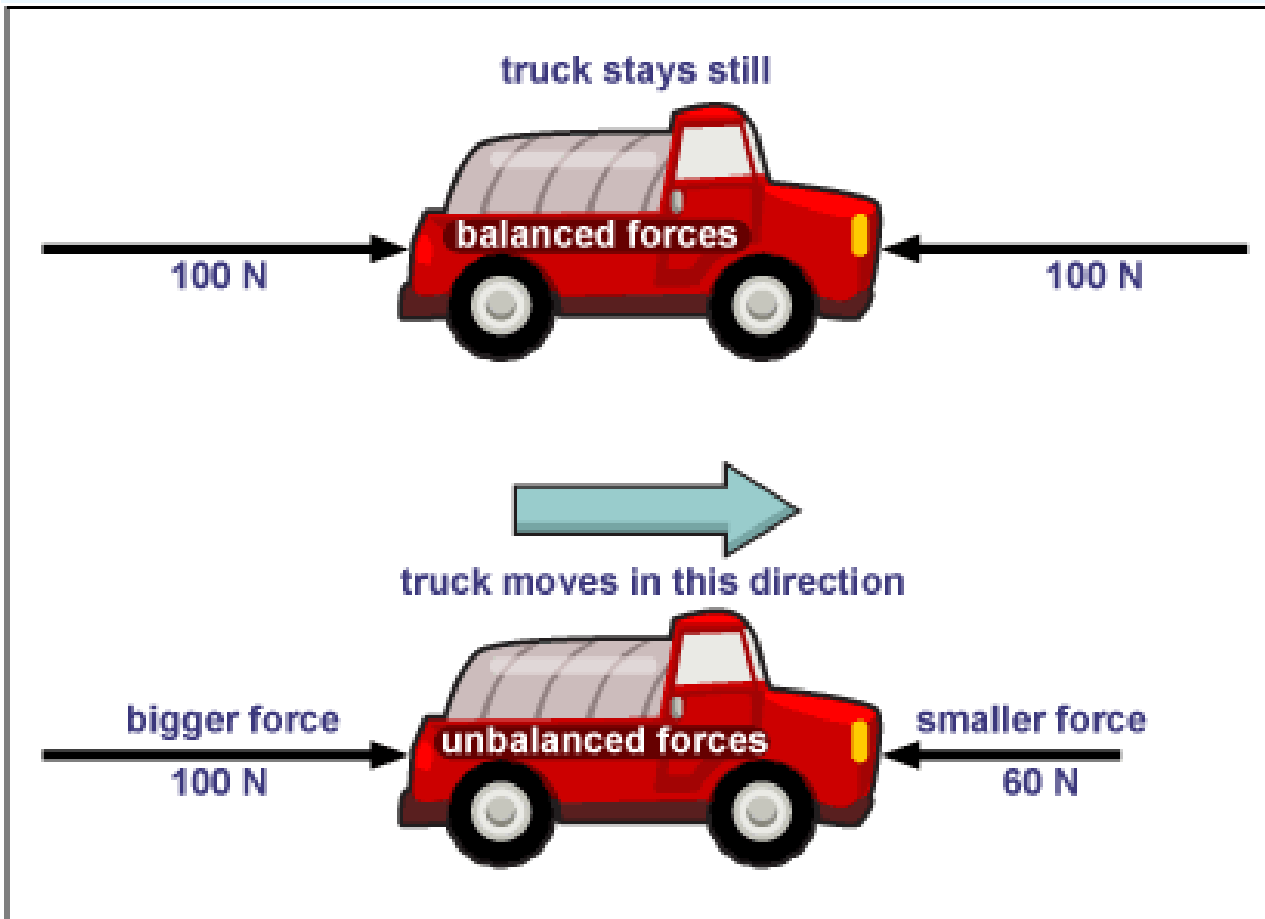 truck stays still
balanced forces
100 N
100 N
truck moves in this direction
bigger force
smaller force
unbalanced forces
100 N
60 N